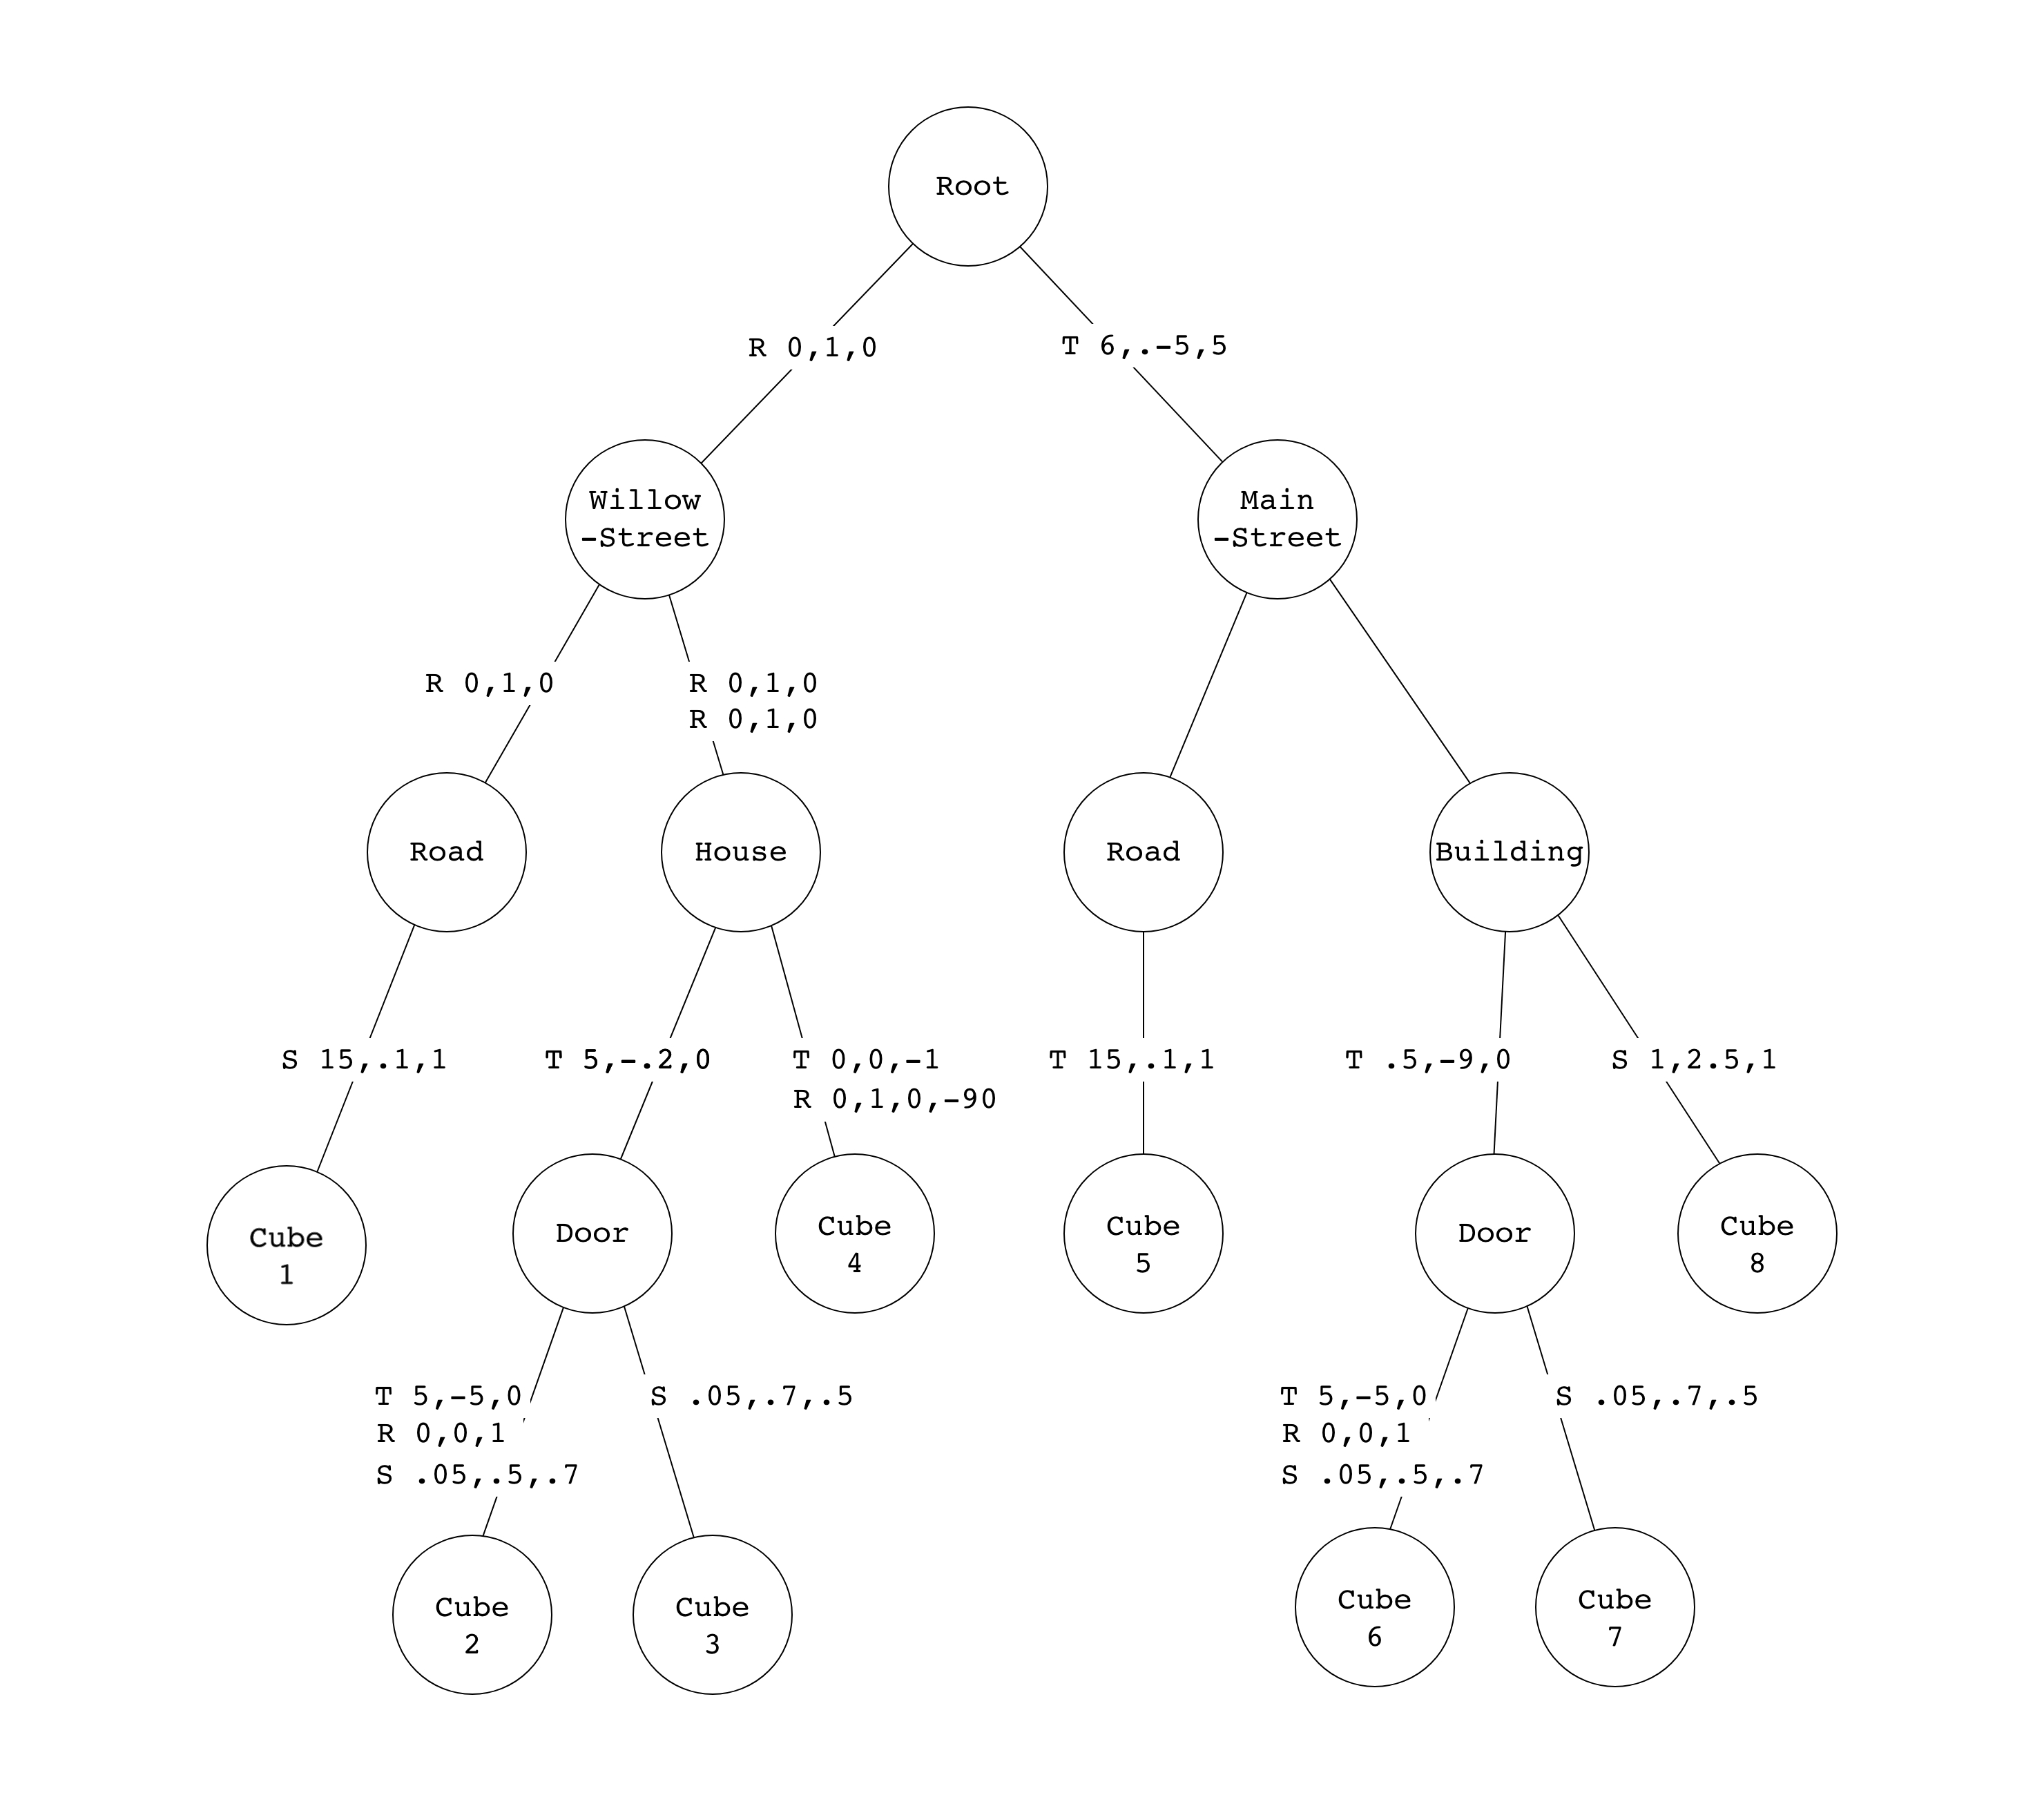 Root
R 0,1,0
T 6,.-5,5
Willow
-Street
Main
-Street
R 0,1,0
R 0,1,0
R 0,1,0
Road
House
Road
Building
S 15,.1,1
T 5,-.2,0
T 0,0,-1
R 0,1,0,-90
T 15,.1,1
T .5,-9,0
S 1,2.5,1
Cube
1
Door
Cube
4
Cube
5
Door
Cube
8
T 5,-5,0
R 0,0,1
S .05,.5,.7
S .05,.7,.5
T 5,-5,0
R 0,0,1
S .05,.5,.7
S .05,.7,.5
Cube
2
Cube
3
Cube
6
Cube
7